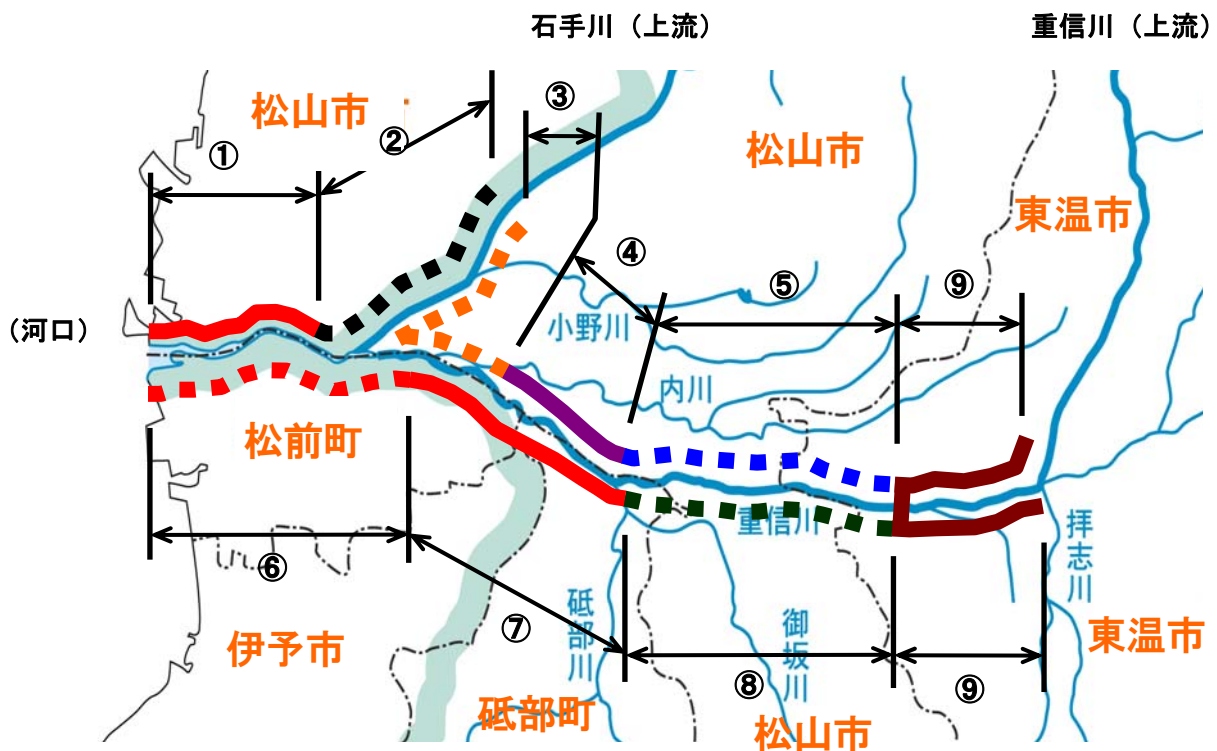 石手川（上流）
重信川（上流）
松山市
①
②
③
松山市
東温市
④
⑤
⑨
（河口）
小野川
内川
松前町
重信川
拝志川
⑥
伊予市
⑦
砥部川
御坂川
東温市
⑧
⑨
砥部町
松山市